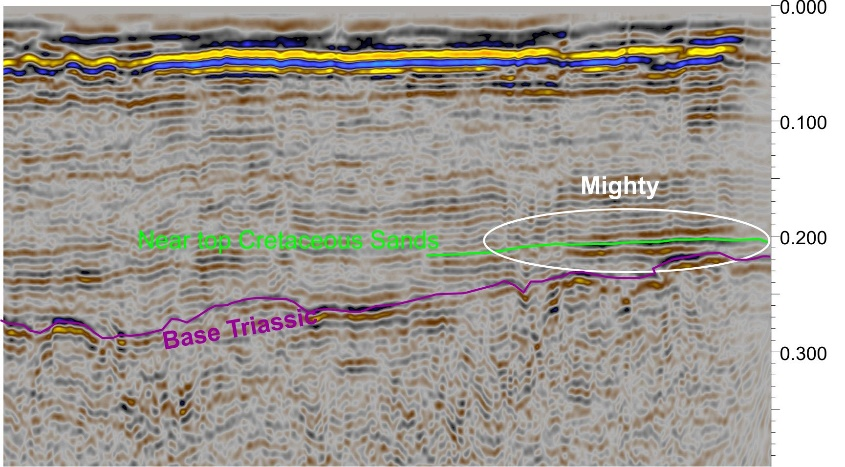 0.000
0.100
Mighty
Near top Cretaceous Sands
0.200
Base Triassic
0.300